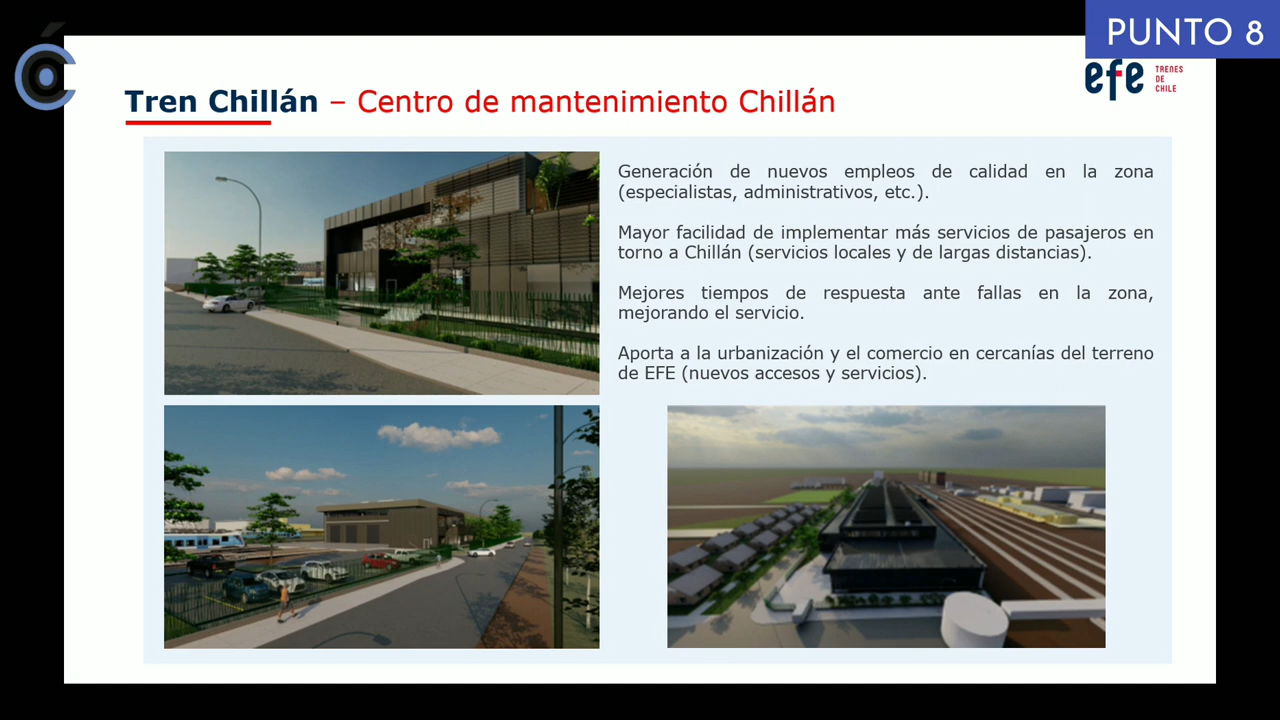 PUNTO 8
efe TRENES
DE
CHILE
Tren Chillán – Centro de mantenimiento Chillán
Generación de nuevos empleos de calidad en la zona
(especialistas, administrativos, etc.).
Mayor facilidad de implementar más servicios de pasajeros en
torno a Chillán (servicios locales y de largas distancias).
Mejores tiempos de respuesta ante fallas en la zona,
mejorando el servicio.
Aporta a la urbanización y el comercio en cercanías del terreno
de EFE (nuevos accesos y servicios).